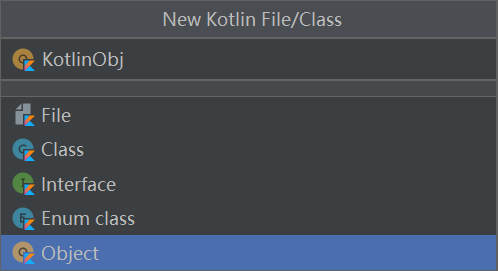 New Kotlin File/Class
KotlinObj
File
Class
Interface
Enum class
Object